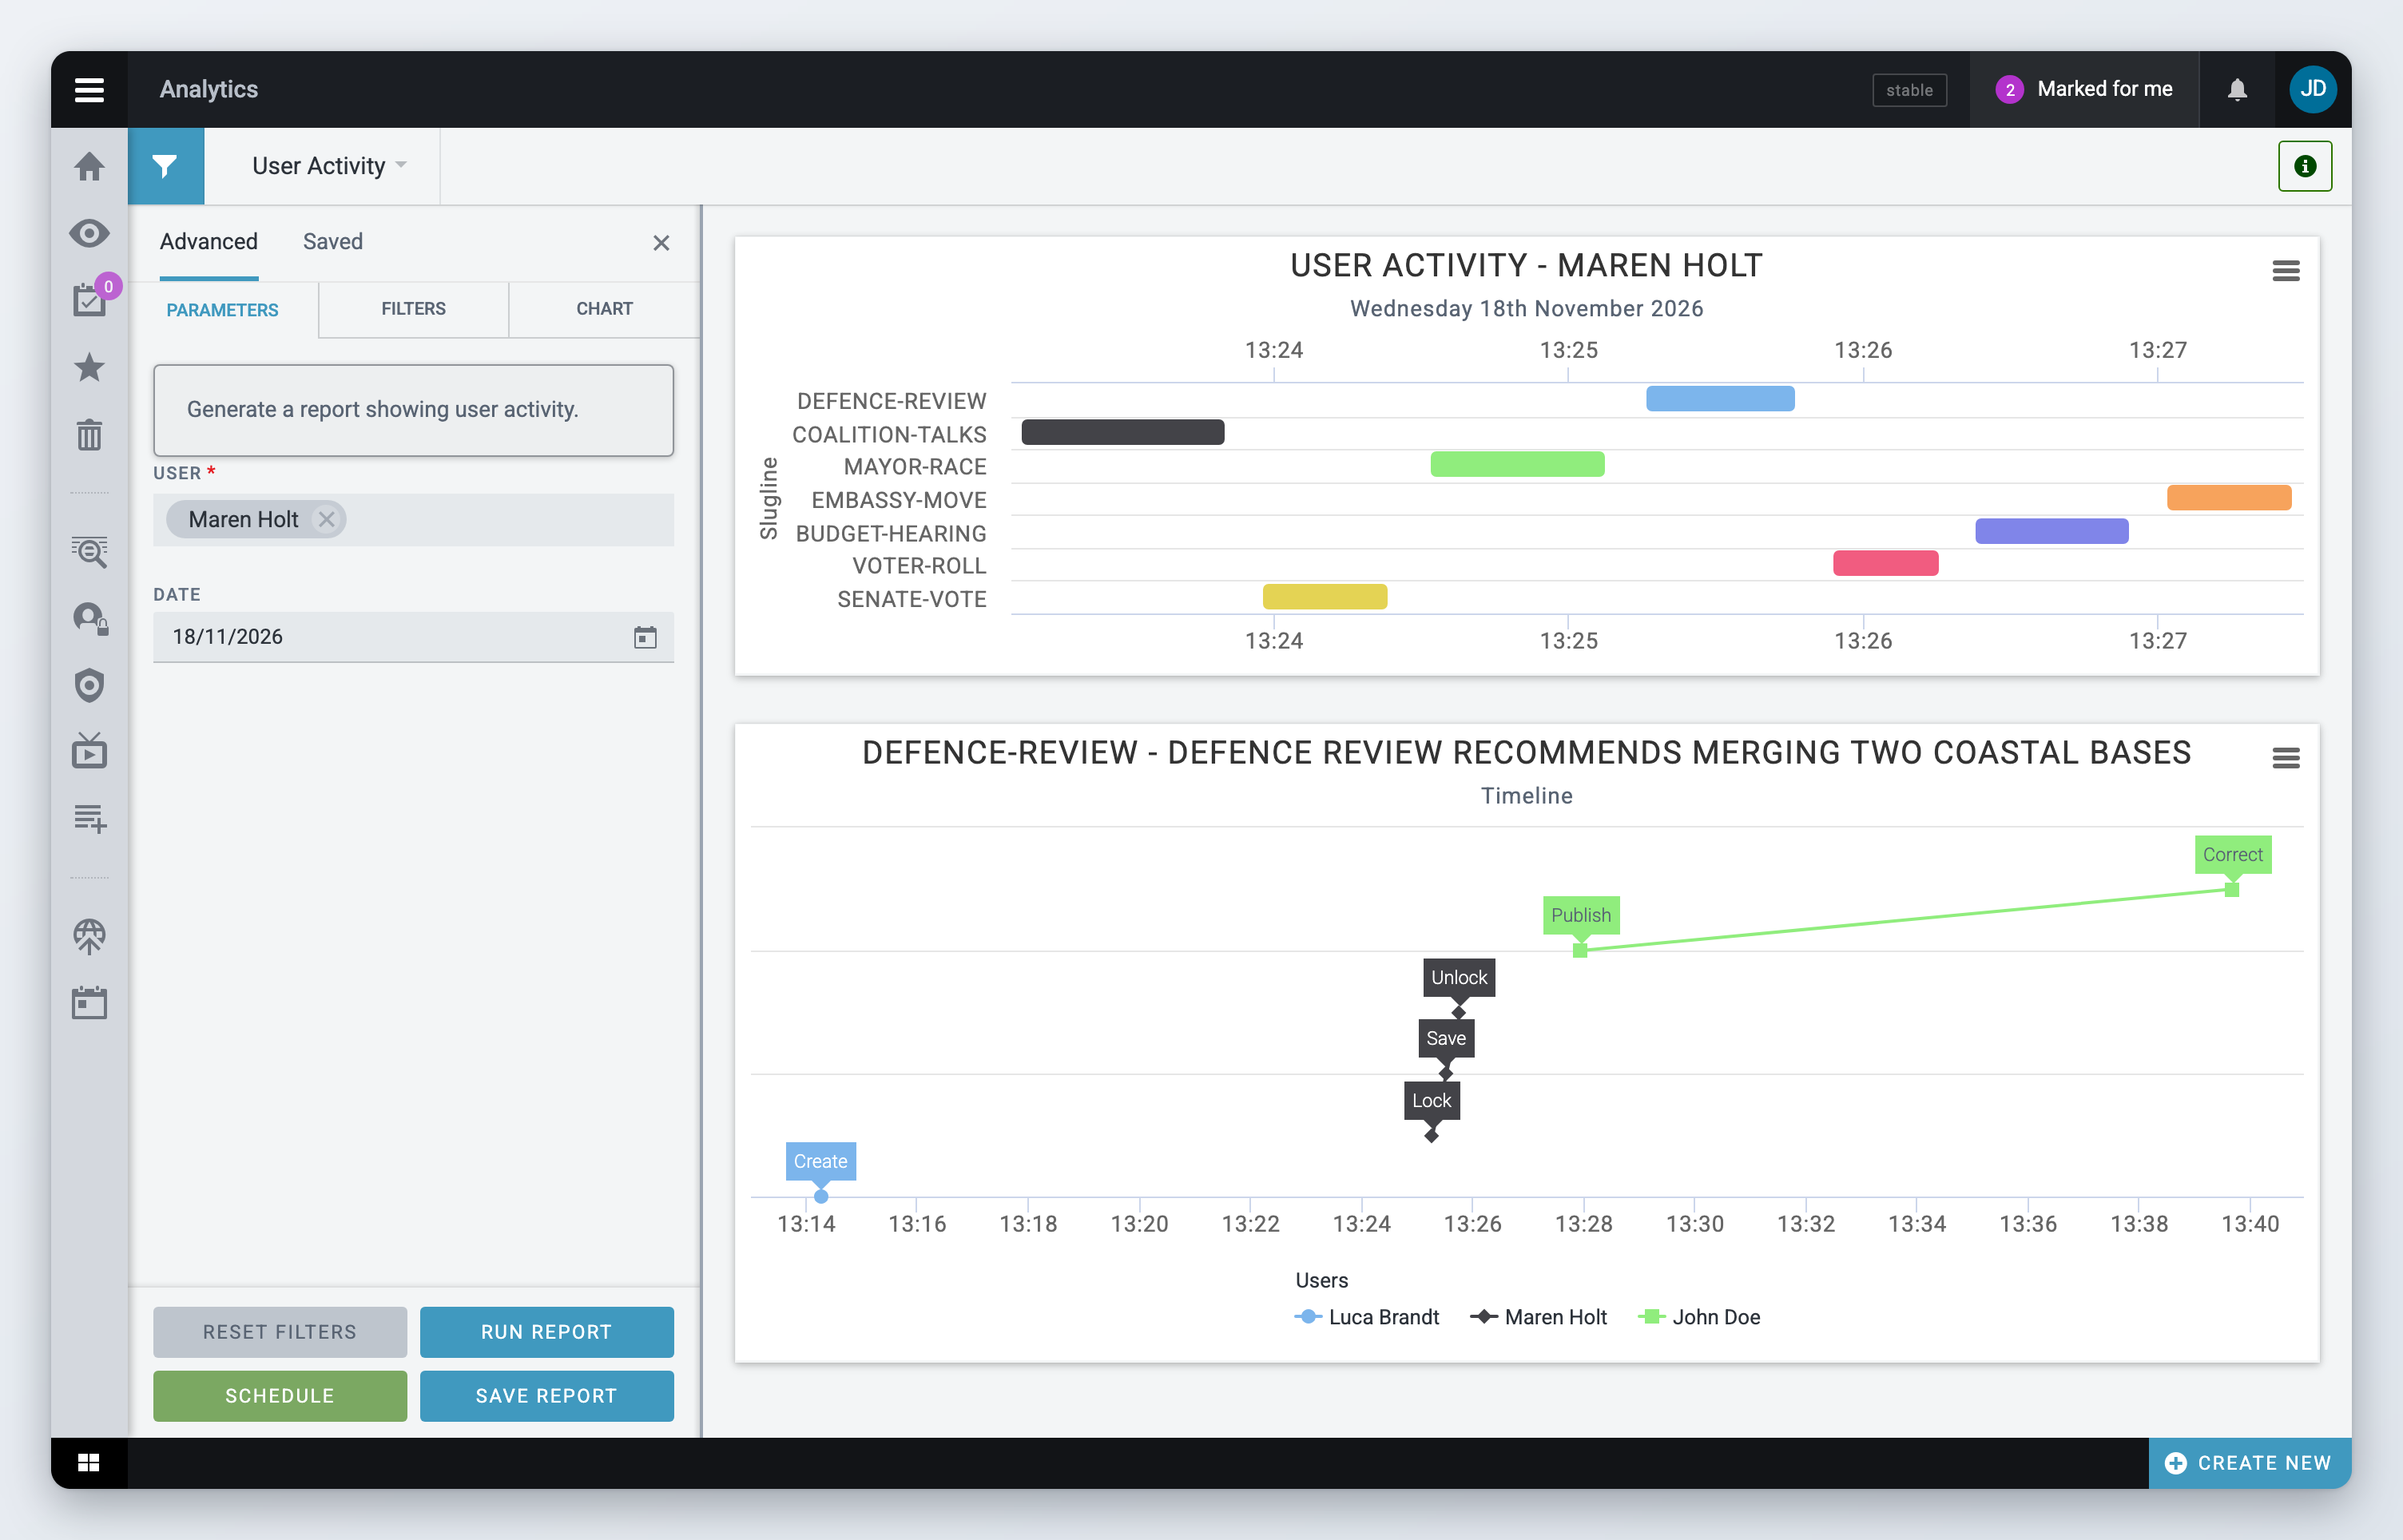 Analytics
stable
2 Marked for me
JD
User Activity
Advanced Saved
0
PARAMETERS FILTERS CHART
Generate a report showing user activity.
USER *
Maren Holt
DATE
18/11/2026
RESET FILTERS RUN REPORT
SCHEDULE SAVE REPORT
USER ACTIVITY - MAREN HOLT
Wednesday 18th November 2026
13:24 13:25 13:26 13:27
Slugline
DEFENCE-REVIEW
COALITION-TALKS
MAYOR-RACE
EMBASSY-MOVE
BUDGET-HEARING
VOTER-ROLL
SENATE-VOTE
13:24 13:25 13:26 13:27
DEFENCE-REVIEW - DEFENCE REVIEW RECOMMENDS MERGING TWO COASTAL BASES
Timeline
Correct
Publish
Unlock
Save
Lock
Create
13:14 13:16 13:18 13:20 13:22 13:24 13:26 13:28 13:30 13:32 13:34 13:36 13:38 13:40
Users
Luca Brandt Maren Holt John Doe
CREATE NEW